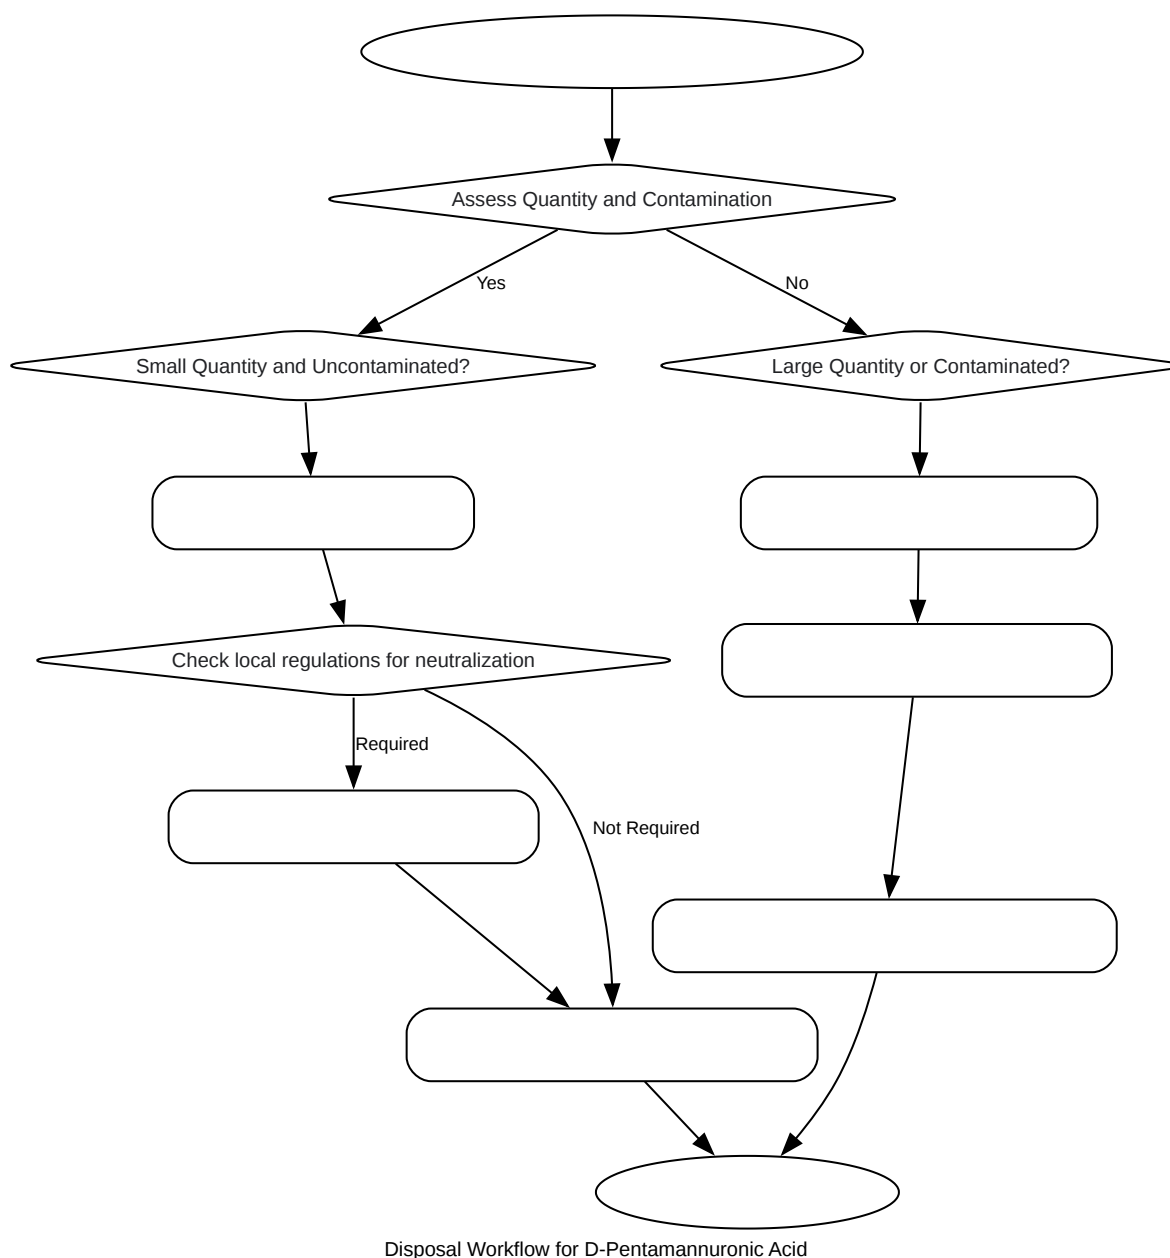 Assess Quantity and Contamination
Yes
No
Small Quantity and Uncontaminated?
Large Quantity or Contaminated?
Check local regulations for neutralization
Required
Not Required
Disposal Workflow for D-Pentamannuronic Acid